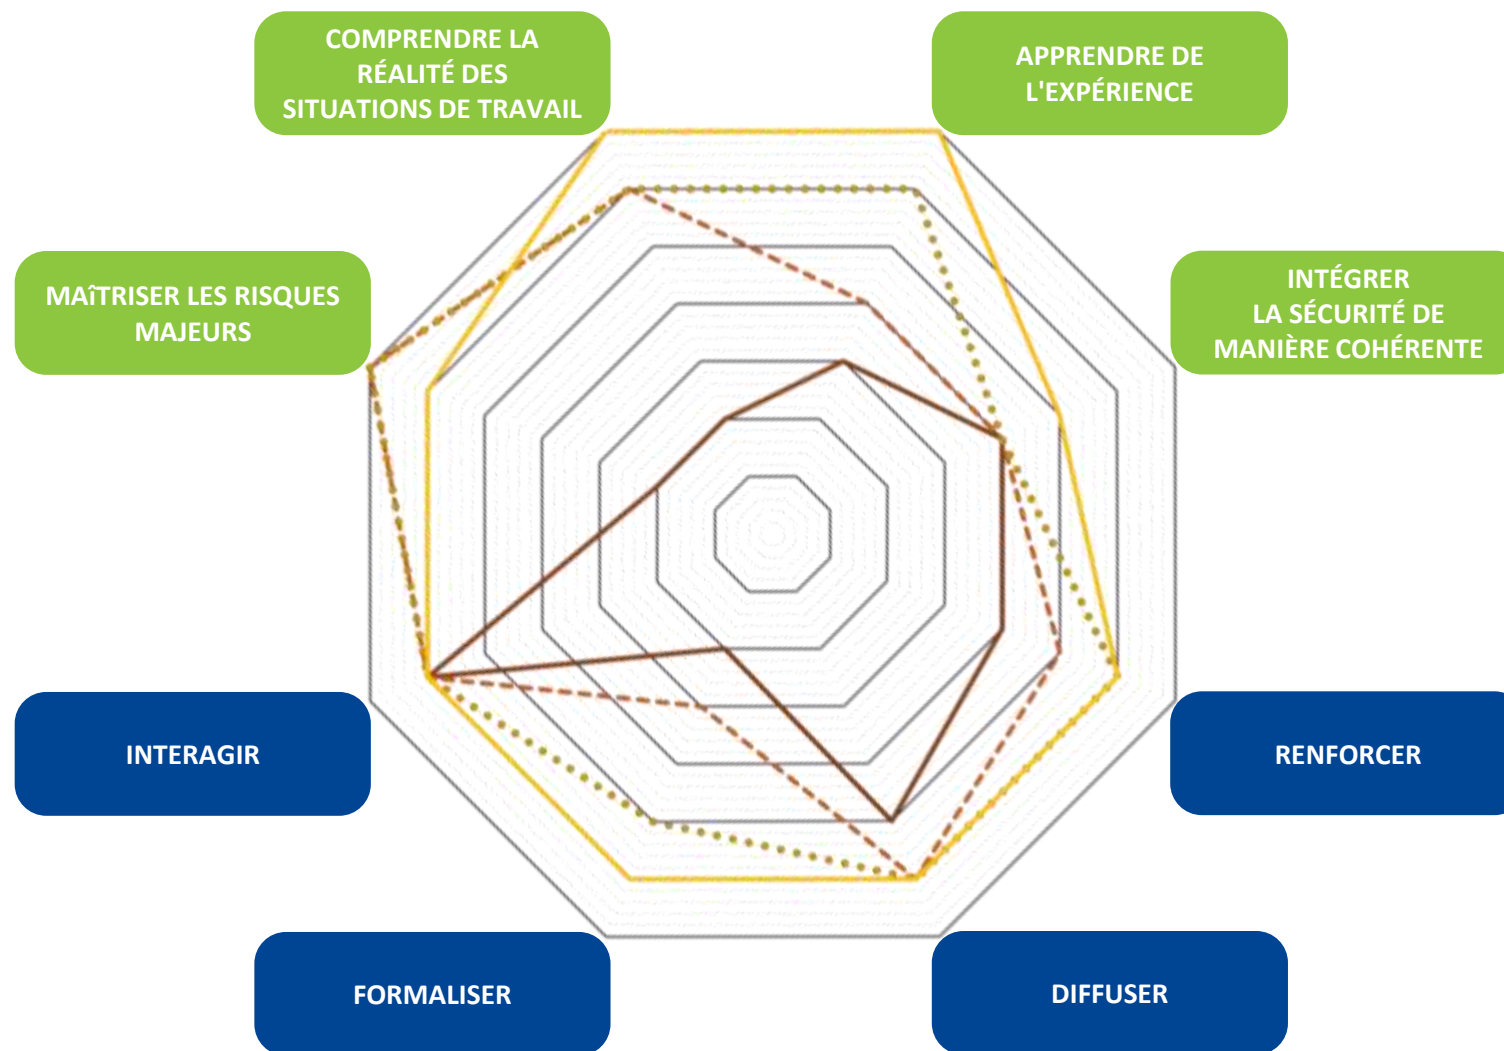 COMPRENDRE LA
RÉALITÉ DES
SITUATIONS DE TRAVAIL
APPRENDRE DE
L'EXPÉRIENCE
MAîTRISER LES RISQUES
MAJEURS
INTÉGRER
LA SÉCURITÉ DE
MANIÈRE COHÉRENTE
INTERAGIR
RENFORCER
FORMALISER
DIFFUSER